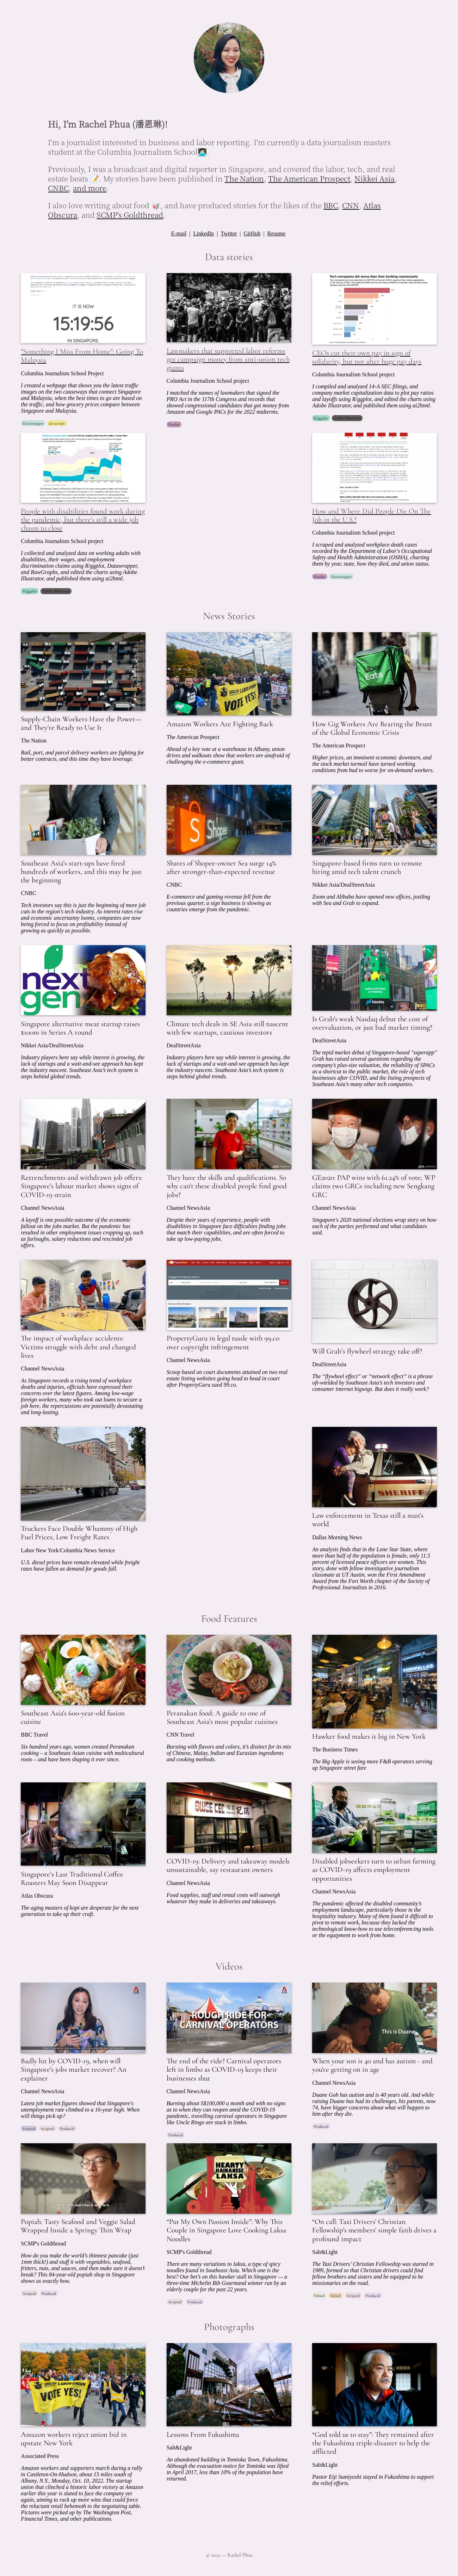 Hi, I'm Rachel Phua (潘恩琳)!
I'm a journalist interested in business and labor reporting. I'm currently a data journalism masters
student at the Columbia Journalism School
Previously, I was a broadcast and digital reporter in Singapore, and covered the labor, tech, and real
estate beats 📝. My stories have been published in The Nation, The American Prospect, Nikkei Asia,
CNBC, and more.
I also love writing about food 🥡, and have produced stories for the likes of the BBC, CNN, Atlas
Obscura, and SCMP's Goldthread.
E-mail | LinkedIn | Twitter | GitHub | Resume
Data stories
IT IS NOW
15:19:56
IN SINGAPORE.
"Something I Miss From Home": Going To
Malaysia
Columbia Journalism School Project
I created a webpage that shows you the latest traffic
images on the two causeways that connect Singapore
and Malaysia, where the best times to go are based on
the traffic, and how grocery prices compare between
Singapore and Malaysia.
Datawrapper Javascript
Lawmakers that supported labor reforms
got campaign money from anti-union tech
giants
Columbia Journalism School project
I matched the names of lawmakers that signed the
PRO Act in the 117th Congress and records that
showed congressional candidates who got money from
Amazon and Google PACs for the 2022 midterms.
Pandas
Tech companies did worse than their banking counterparts
CEOs cut their own pay in sign of
solidarity, but not after huge pay days
Columbia Journalism School project
I compiled and analyzed 14-A SEC filings, and
company market capitalization data to plot pay ratios
and layoffs using Rygplot, and edited the charts using
Adobe Illustrator, and published them using ai2html.
People with disabilities found work during
the pandemic, but there's still a wide job
chasm to close
Columbia Journalism School project
I collected and analyzed data on working adults with
disabilities, their wages, and employment
discrimination claims using R/ggplot, Datawrapper,
and RawGraphs, and edited the charts using Adobe
Illustrator, and published them using ai2html.
How and Where Did People Die On The
Job in the U.S.?
Columbia Journalism School project
I scraped and analyzed workplace death cases
recorded by the Department of Labor's Occupational
Safety and Health Administrations (OSHA), charting
them by year, state, how they died, and union status.
Pandas Datawrapper
News Stories
Supply-Chain Workers Have the Power—
and They're Ready to Use It
The Nation
Rail, port, and parcel delivery workers are fighting for
better contracts, and this time they have leverage.
VOTE YES!
Amazon Workers Are Fighting Back
The American Prospect
Ahead of a key vote at a warehouse in Albany, union
drives and walkouts show that workers are unafraid of
challenging the e-commerce giant.
Uber
Eats
How Gig Workers Are Bearing the Brunt
of the Global Economic Crisis
The American Prospect
Higher prices, an imminent economic downturn, and
the stock market turmoil have turned working
conditions from bad to worse for on-demand workers.
Southeast Asia's start-ups have fired
hundreds of workers, and this may be just
the beginning
CNBC
Tech investors say this is just the beginning of more job
cuts in the region's tech industry. As interest rates rise
and economic uncertainty looms, companies are now
being forced to focus on profitability instead of
growing as quickly as possible.
Shares of Shopee-owner Sea surge 14%
after stronger-than-expected revenue
CNBC
E-commerce and gaming revenue fell from the
previous quarter, a sign business is slowing as
countries emerge from the pandemic.
Singapore-based firms turn to remote
hiring amid tech talent crunch
Nikkei Asia/DealStreetAsia
Zoom and Alibaba have opened new offices, jostling
with Sea and Grab to expand.
next
gen
Singapore alternative meat startup raises
$100m in Series A round
Nikkei Asia/DealStreetAsia
Industry players here say while interest is growing, the
lack of startups and a wait-and-see approach has kept
the industry nascent. Southeast Asia's tech system is
steps behind global trends.
Climate tech deals in SE Asia still nascent
with few startups, cautious investors
DealStreetAsia
Industry players here say while interest is growing, the
lack of startups and a wait-and-see approach has kept
the industry nascent. Southeast Asia's tech system is
steps behind global trends.
Is Grab's weak Nasdaq debut the cost of
overvaluation, or just bad market timing?
DealStreetAsia
The tepid market debut of Singapore-based "superapp"
Grab has raised several questions regarding the
company's plus-size valuation, the reliability of SPACs
as a shortcut to the public market, the role of tech
businesses after COVID, and the listing prospects of
Southeast Asia's many other tech companies.
Retrenchments and withdrawn job offers:
Singapore's labour market shows signs of
COVID-19 strain
Channel NewsAsia
A layoff is one possible outcome of the economic
fallout on the job market. But the pandemic has
resulted in other employment issues cropping up, such
as furloughs, salary reductions and rescinded job
offers.
They have the skills and qualifications. So
why can't these disabled people find good
jobs?
Channel NewsAsia
Despite their years of experience, people with
disabilities in Singapore face difficulties finding jobs
that match their capabilities, and are often forced to
take up low-paying jobs.
GE2020: PAP wins with 61.24% of vote; WP
claims two GRCs including new Sengkang
GRC
Channel NewsAsia
Singapore's 2020 national elections wrap story on how
each of the parties performed and what candidates
said.
The impact of workplace accidents:
Victims struggle with debt and changed
lives
Channel NewsAsia
As Singapore records a rising trend of workplace
deaths and injuries, officials have expressed their
concerns over the latest figures. Among low-wage
foreign workers, many who took out loans to secure a
job here, the repercussions are potentially devastating
and long-lasting.
PropertyGuru in legal tussle with 99.co
over copyright infringement
Channel NewsAsia
Scoop based on court documents attained on two real
estate listing websites going head to head in court
after PropertyGuru sued 99.co.
Will Grab's flywheel strategy take off?
DealStreetAsia
The "flywheel effect" or "network effect" is a phrase
oft-wielded by Southeast Asia's tech investors and
consumer internet bigwigs. But does it really work?
Truckers Face Double Whammy of High
Fuel Prices, Low Freight Rates
Labor New York/Columbia News Service
U.S. diesel prices have remain elevated while freight
rates have fallen as demand for goods fall.
SHERIFF
Law enforcement in Texas still a man's
world
Dallas Morning News
An analysis finds that in the Lone Star State, where
more than half of the population is female, only 11.5
percent of licensed peace officers are women. This
story, done with fellow investigative journalism
classmate at UT Austin, won the First Amendment
Award from the Fort Worth chapter of the Society of
Professional Journalists in 2016.
Food Features
Southeast Asia's 600-year-old fusion
cuisine
BBC Travel
Six hundred years ago, women created Peranakan
cooking – a Southeast Asian cuisine with multicultural
roots – and have been shaping it ever since.
Peranakan food: A guide to one of
Southeast Asia's most popular cuisines
CNN Travel
Bursting with flavors and colors, it's distinct for its mix
of Chinese, Malay, Indian and Eurasian ingredients
and cooking methods.
Hawker food makes it big in New York
The Business Times
The Big Apple is seeing more F&B operators serving
up Singapore street fare
Singapore's Last Traditional Coffee
Roasters May Soon Disappear
Atlas Obscura
The aging masters of kopi are desperate for the next
generation to take up their craft.
COVID-19: Delivery and takeaway models
unsustainable, say restaurant owners
Channel NewsAsia
Food supplies, staff and rental costs will outweigh
whatever they make in deliveries and takeaways.
Disabled jobseekers turn to urban farming
as COVID-19 affects employment
opportunities
Channel NewsAsia
The pandemic affected the disabled community's
employment landscape, particularly those in the
hospitality industry. Many of them found it difficult to
pivot to remote work, because they lacked the
technological know-how to use teleconferencing tools
or the equipment to work from home.
Videos
Badly hit by COVID-19, when will
Singapore's jobs market recover? An
explainer
Channel NewsAsia
Latest job market figures showed that Singapore's
unemployment rate climbed to a 16-year high. When
will things pick up?
Scripted Produced
ROUGH RIDE FOR
CARNIVAL OPERATORS
The end of the ride? Carnival operators
left in limbo as COVID-19 keeps their
businesses shut
Channel NewsAsia
Burning about S$100,000 a month and with no signs
as to when they can reopen amid the COVID-19
pandemic, travelling carnival operators in Singapore
like Uncle Ringo are stuck in limbo.
Produced
This is Duane
When your son is 40 and has autism - and
you're getting on in age
Channel NewsAsia
Duane Goh has autism and is 40 years old. And while
raising Duane has had its challenges, his parents, now
74, have bigger concerns about what will happen to
him after they die.
Produced
Popiah: Tasty Seafood and Veggie Salad
Wrapped Inside a Springy Thin Wrap
SCMP's Goldthread
How do you make the world's thinnest pancake (just
1mm thick!) and stuff it with vegetables, seafood,
fritters, nuts, and sauces, and then make sure it doesn't
break? This 84-year-old popiah shop in Singapore
shows us exactly how.
Scripted Produced
HEARTY
HAINANESE
LAKSA
"Put My Own Passion Inside": Why This
Couple in Singapore Love Cooking Laksa
Noodles
SCMP's Goldthread
There are many variations to laksa, a type of spicy
noodles found in Southeast Asia. Which one is the
best? Our bet's on this hawker stall in Singapore — a
three-time Michelin Bib Gourmand winner run by an
elderly couple for the past 22 years.
Scripted Produced
"On call: Taxi Drivers' Christian
Fellowship's members' simple faith drives a
profound impact
Salt&Light
The Taxi Drivers' Christian Fellowship was started in
1989, formed so that Christian drivers could find
fellow brothers and sisters and be equipped to be
missionaries on the road.
Filmed Edited Scripted Produced
Photographs
VOTE YES!
Amazon workers reject union bid in
upstate New York
Associated Press
Amazon workers and supporters march during a rally
in Castleton-On-Hudson, about 15 miles south of
Albany, N.Y., Monday, Oct. 10, 2022. The startup
union that clinched a historic labor victory at Amazon
earlier this year is slated to face the company yet
again, aiming to rack up more wins that could force
the reluctant retail behemoth to the negotiating table.
Pictures were picked up by The Washington Post,
Financial Times, and other publications.
Lessons From Fukushima
Salt&Light
An abandoned building in Tomioka Town, Fukushima.
Although the evacuation notice for Tomioka was lifted
in April 2017, less than 10% of the population have
returned.
"God told us to stay": They remained after
the Fukushima triple-disaster to help the
afflicted
Salt&Light
Pastor Eiji Sumiyoshi stayed in Fukushima to support
the relief efforts.
© 2023 — Rachel Phua